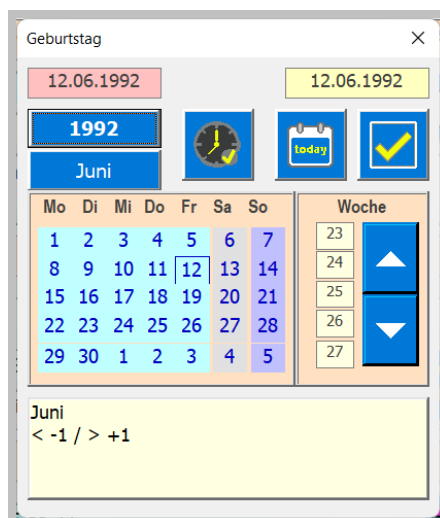 Geburtstag
12.06.1992 12.06.1992
1992
today
Juni
Mo Di Mi Do Fr Sa So Woche
1 2 3 4 5 6 7 23
8 9 10 11 12 13 14 24
15 16 17 18 19 20 21 25
22 23 24 25 26 27 28 26
29 30 1 2 3 4 5 27
Juni
< -1 / > +1